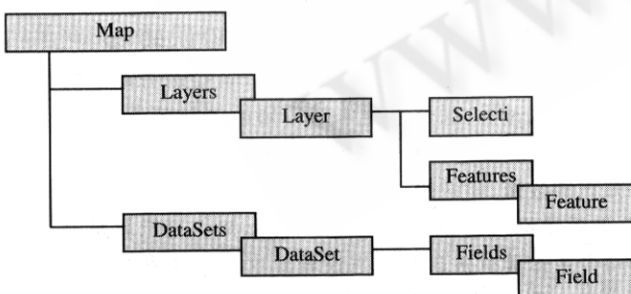 Map
Layers
Layer
Selecti
Features
Feature
DataSets
DataSet
Fields
Field